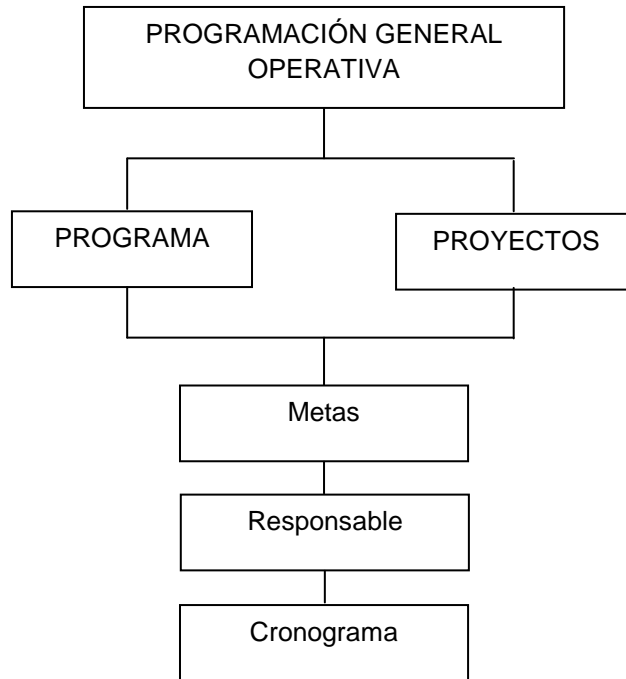 PROGRAMACIÓN GENERAL
OPERATIVA
PROGRAMA
PROYECTOS
Metas
Responsable
Cronograma